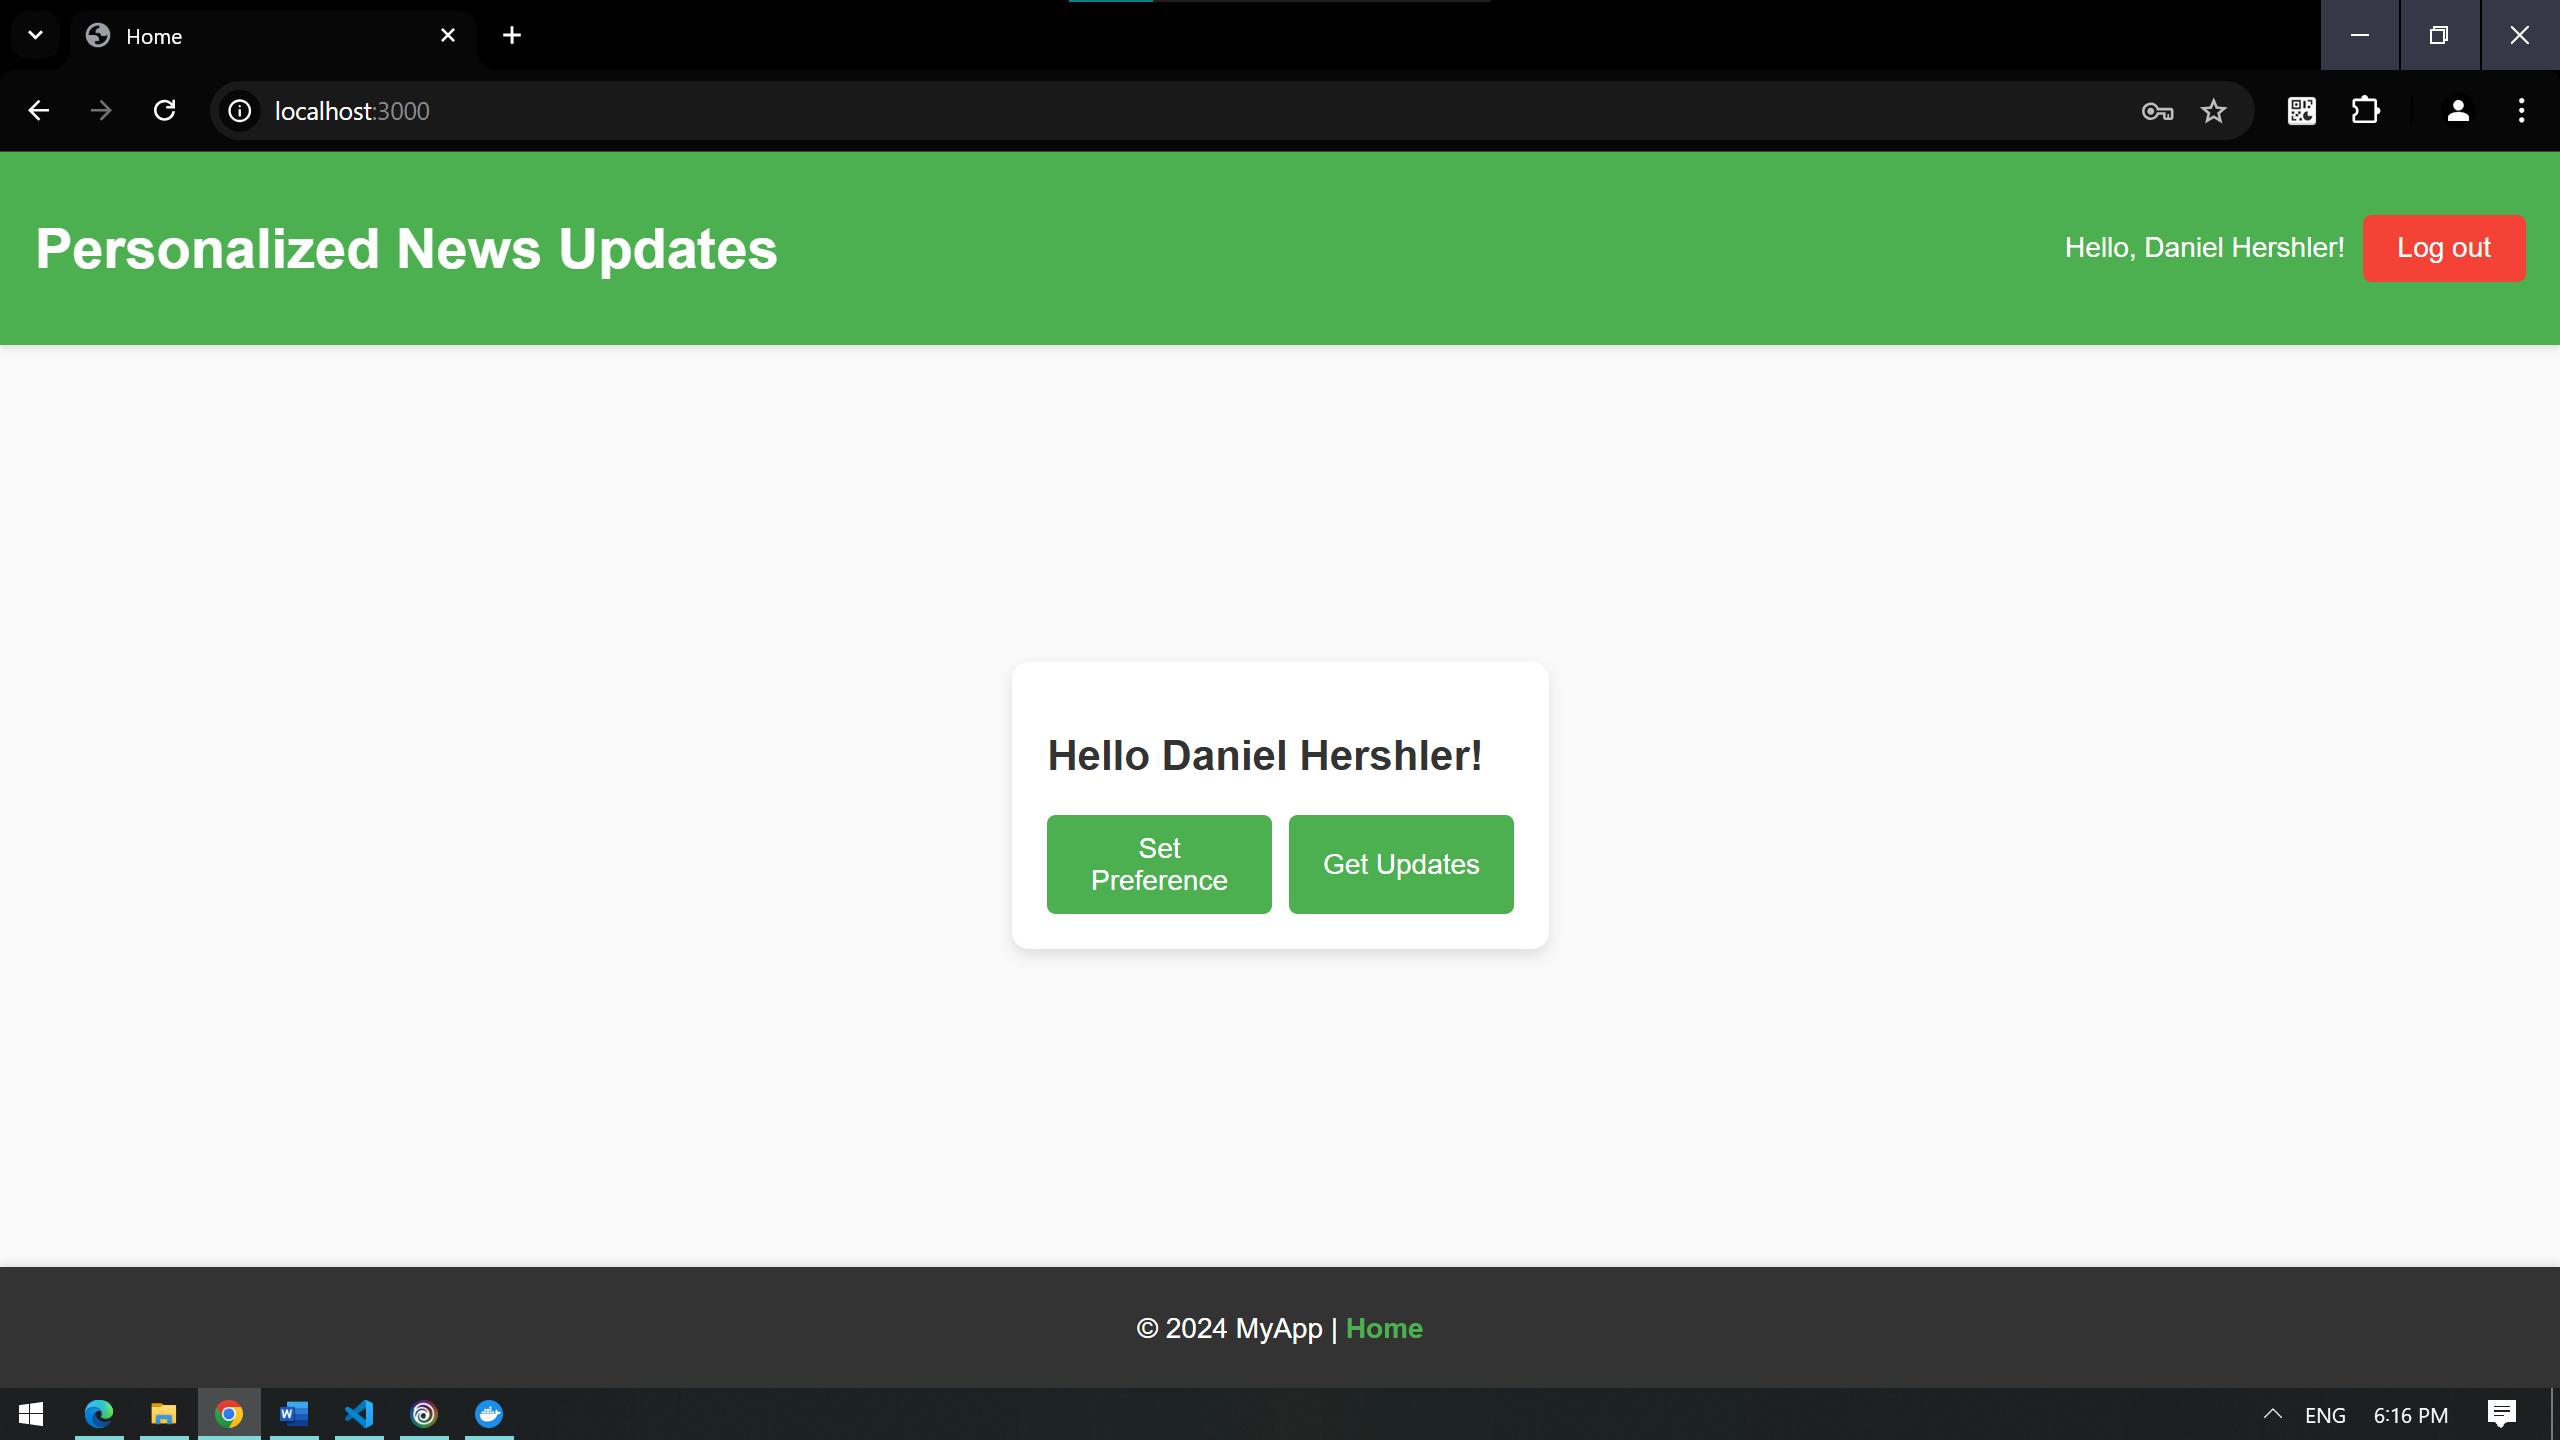 Home
localhost:3000
Personalized News Updates
Hello, Daniel Hershler!
Log out
Hello Daniel Hershler!
Set
Preference
Get Updates
© 2024 MyApp | Home
ENG
6:16 PM